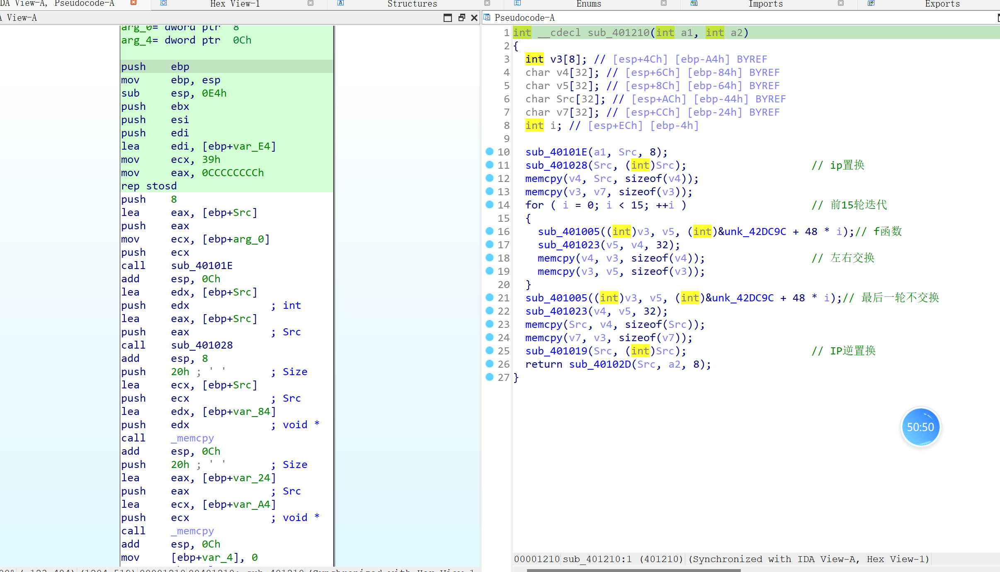 IDA View-A, Pseudocode-A
Hex View-1
Structures
Enums
Imports
Exports
A View-A
Pseudocode-A
arg_0= dword ptr  8
arg_4= dword ptr  0Ch
push    ebp
mov     ebp, esp
sub     esp, 0E4h
push    ebx
push    esi
push    edi
lea     edi, [ebp+var_E4]
mov     ecx, 39h
mov     eax, 0CCCCCCCCh
rep stosd
push    8
lea     eax, [ebp+Src]
push    eax
mov     ecx, [ebp+arg_0]
push    ecx
call    sub_40101E
add     esp, 0Ch
lea     edx, [ebp+Src]
push    edx             ; int
lea     eax, [ebp+Src]
push    eax             ; Src
call    sub_401028
add     esp, 8
push    20h ; ' '       ; Size
lea     ecx, [ebp+Src]
push    ecx             ; Src
lea     edx, [ebp+var_84]
push    edx             ; void *
call    _memcpy
add     esp, 0Ch
push    20h ; ' '       ; Size
lea     eax, [ebp+var_24]
push    eax             ; Src
lea     ecx, [ebp+var_A4]
push    ecx             ; void *
call    _memcpy
add     esp, 0Ch
mov     [ebp+var_4], 0
1 int __cdecl sub_401210(int a1, int a2)
2 {
3   int v3[8]; // [esp+4Ch] [ebp-A4h] BYREF
4   char v4[32]; // [esp+6Ch] [ebp-84h] BYREF
5   char v5[32]; // [esp+8Ch] [ebp-64h] BYREF
6   char Src[32]; // [esp+ACh] [ebp-44h] BYREF
7   char v7[32]; // [esp+CCh] [ebp-24h] BYREF
8   int i; // [esp+ECh] [ebp-4h]
9
10   sub_40101E(a1, Src, 8);
11   sub_401028(Src, (int)Src);                    // ip置换
12   memcpy(v4, Src, sizeof(v4));
13   memcpy(v3, v7, sizeof(v3));
14   for ( i = 0; i < 15; ++i )                    // 前15轮迭代
15   {
16     sub_401005((int)v3, v5, (int)&unk_42DC9C + 48 * i);// f函数
17     sub_401023(v5, v4, 32);
18     memcpy(v4, v3, sizeof(v4));                 // 左右交换
19     memcpy(v3, v5, sizeof(v3));
20   }
21   sub_401005((int)v3, v5, (int)&unk_42DC9C + 48 * i);// 最后一轮不交换
22   sub_401023(v4, v5, 32);
23   memcpy(Src, v4, sizeof(Src));
24   memcpy(v7, v3, sizeof(v7));
25   sub_401019(Src, (int)Src);                    // IP逆置换
26   return sub_40102D(Src, a2, 8);
27 }
50:50
00001210 sub_401210:1 (401210) (Synchronized with IDA View-A, Hex View-1)